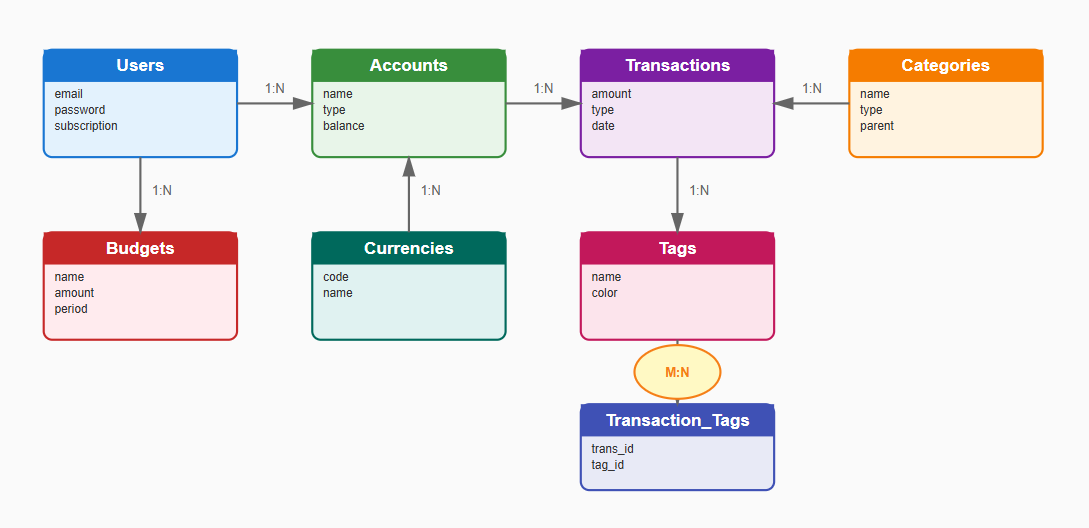 Users
email
password
subscription
1:N
Accounts
name
type
balance
1:N
Transactions
amount
type
date
1:N
Categories
name
type
parent
1:N
1:N
1:N
Budgets
name
amount
period
Currencies
code
name
Tags
name
color
M:N
Transaction_Tags
trans_id
tag_id